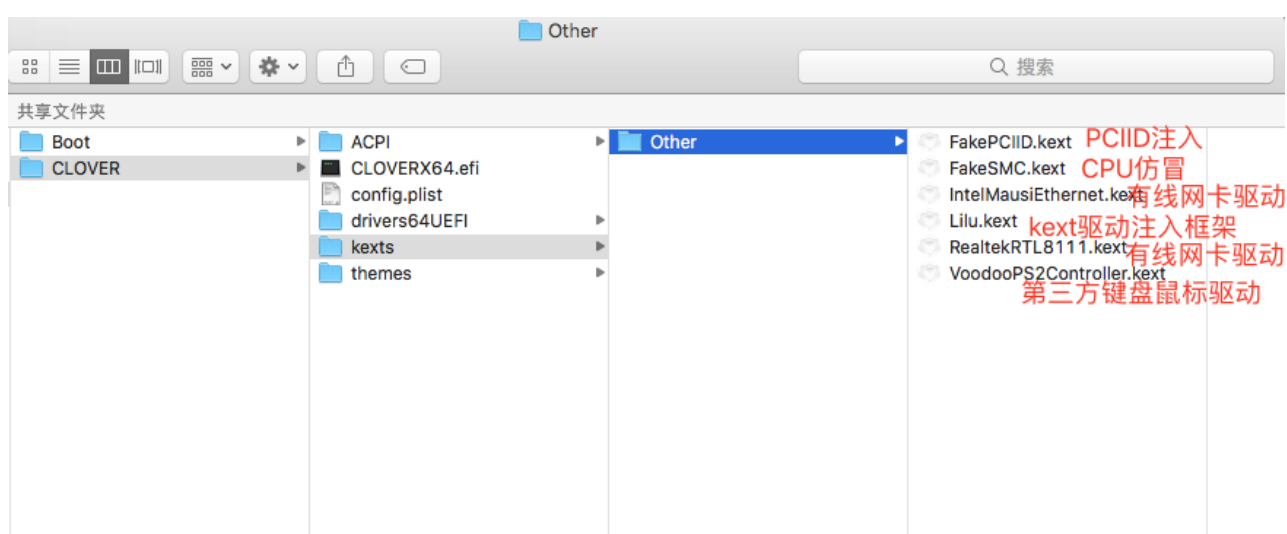 Other
搜索
共享文件夹
Boot
CLOVER
ACPI
CLOVERX64.efi
config.plist
drivers64UEFI
kexts
themes
Other
FakePCIID.kext PCIID注入
FakeSMC.kext CPU仿冒
IntelMausiEthernet.kext 有线网卡驱动
Lilu.kext kext驱动注入框架
RealtekRTL8111.kext 有线网卡驱动
VoodooPS2Controller.kext
第三方键盘鼠标驱动